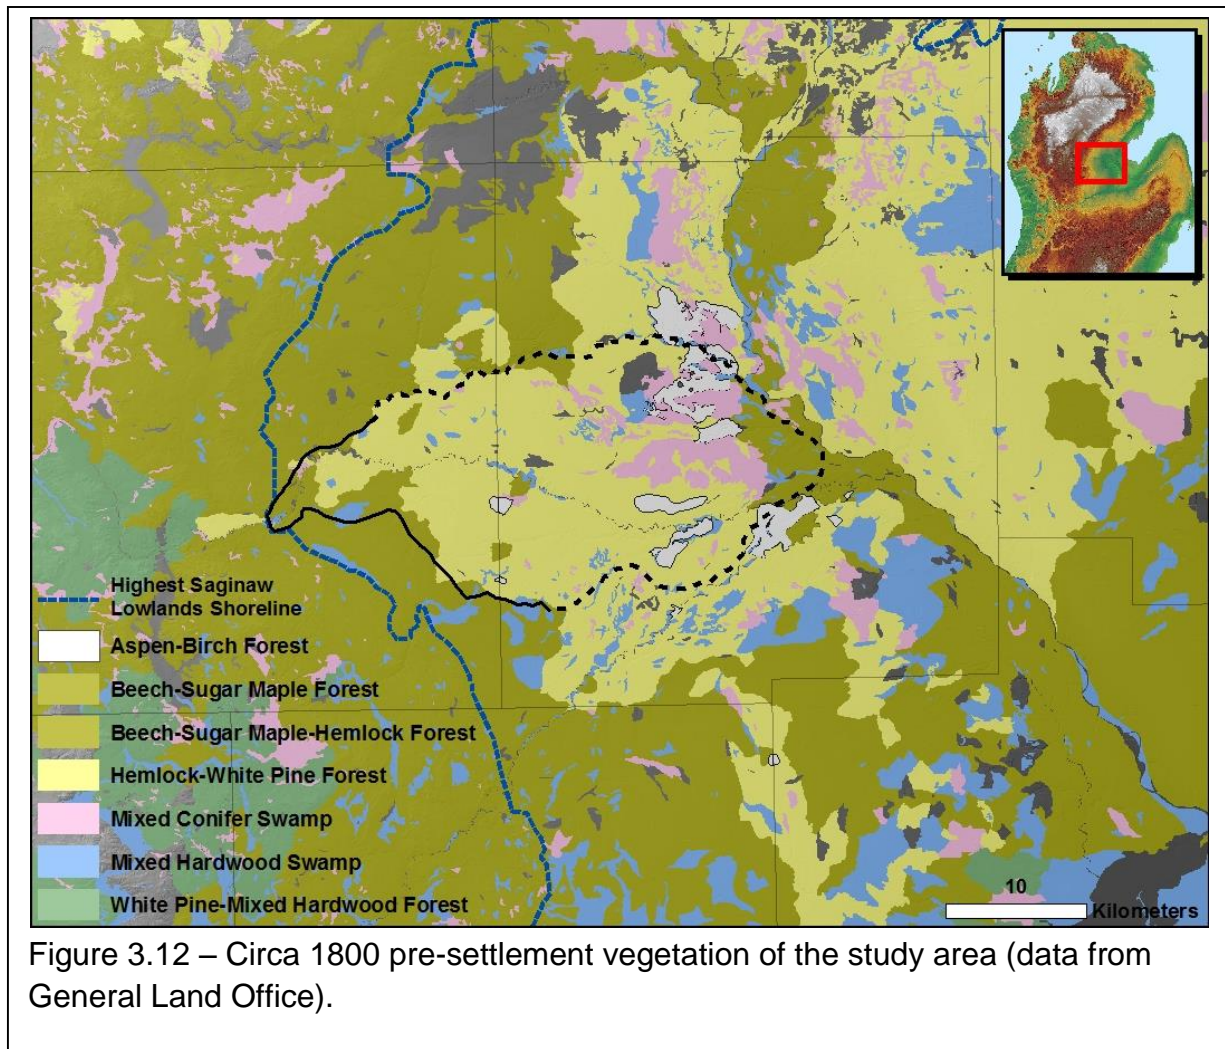 Highest Saginaw
Lowlands Shoreline
Aspen-Birch Forest
Beech-Sugar Maple Forest
Beech-Sugar Maple-Hemlock Forest
Hemlock-White Pine Forest
Mixed Conifer Swamp
Mixed Hardwood Swamp
White Pine-Mixed Hardwood Forest
10
Kilometers
Figure 3.12 – Circa 1800 pre-settlement vegetation of the study area (data from
General Land Office).